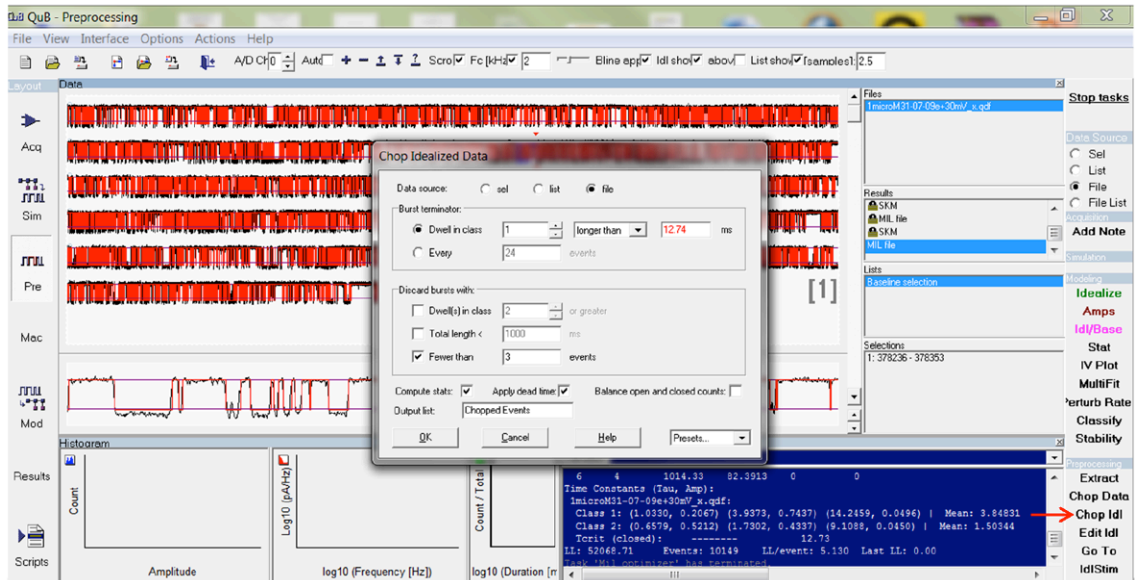 QuB - Preprocessing
File View Interface Options Actions Help
A/D Ch 0 Auto Scro Fc [kHz 2 Bline app Idl sho abov List show [samples]: 2.5
Layout
Data
Files
1microM31-07-09e+30mV_x.qdf
Stop tasks
Acq
Sim
Pre
Mac
Mod
Results
Scripts
Chop Idealized Data
Data source: sel list file
Burst terminator:
Dwell in class 1 longer than 12.74 ms
Every 24 events
Discard bursts with:
Dwell(s) in class 2 or greater
Total length < 1000 ms
Fewer than 3 events
Compute stats: Apply dead time: Balance open and closed counts:
Output list: Chopped Events
OK Cancel Help Presets...
[1]
Results
SKM
MIL file
SKM
MIL file
Lists
Baseline selection
Selections
1: 378236 - 378353
Data Source
Sel
List
File
File List
Acquisition
Add Note
Simulation
Modeling
Idealize
Amps
Idl/Base
Stat
IV Plot
MultiFit
Perturb Rate
Classify
Stability
Preprocessing
Extract
Chop Data
Chop Idl
Edit Idl
Go To
IdlStim
Histogram
Count
Amplitude
Log10 (pA/Hz)
log10 (Frequency [Hz])
Count / Total
log10 (Duration [m
6 4 1014.33 82.3913 0 0
Time Constants (Tau, Amp):
1microM31-07-09e+30mV_x.qdf:
Class 1: (1.0330, 0.2067) (3.9373, 0.7437) (14.2459, 0.0496) | Mean: 3.84831
Class 2: (0.6579, 0.5212) (1.7302, 0.4337) (9.1088, 0.0450) | Mean: 1.50344
Tcrit (closed): -------- 12.73
LL: 52068.71 Events: 10149 LL/event: 5.130 Last LL: 0.00
Task 'Mil optimizer' has terminated.